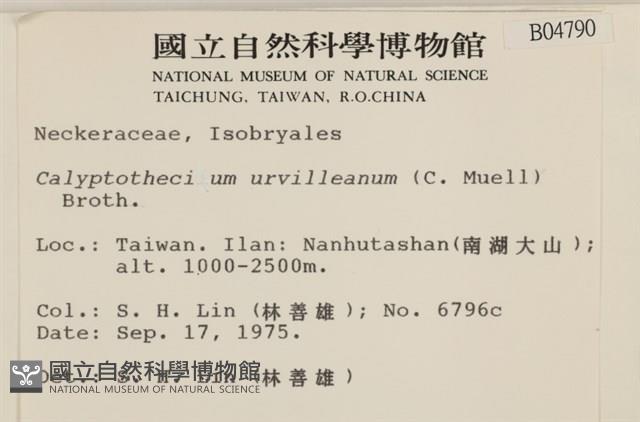 B04790
國立自然科學博物館
NATIONAL MUSEUM OF NATURAL SCIENCE
TAICHUNG, TAIWAN, R.O.CHINA
Neckeraceae, Isobryales
Calyptotheci um urvilleanum (C. Muell)
Broth.
Loc.: Taiwan. Ilan: Nanhutashan(南湖大山);
alt. 1000-2500m.
Col.: S. H. Lin (林善雄); No. 6796c
Date: Sep. 17, 1975.
Det.: S. H. Lin (林善雄)
國立自然科學博物館
NATIONAL MUSEUM OF NATURAL SCIENCE